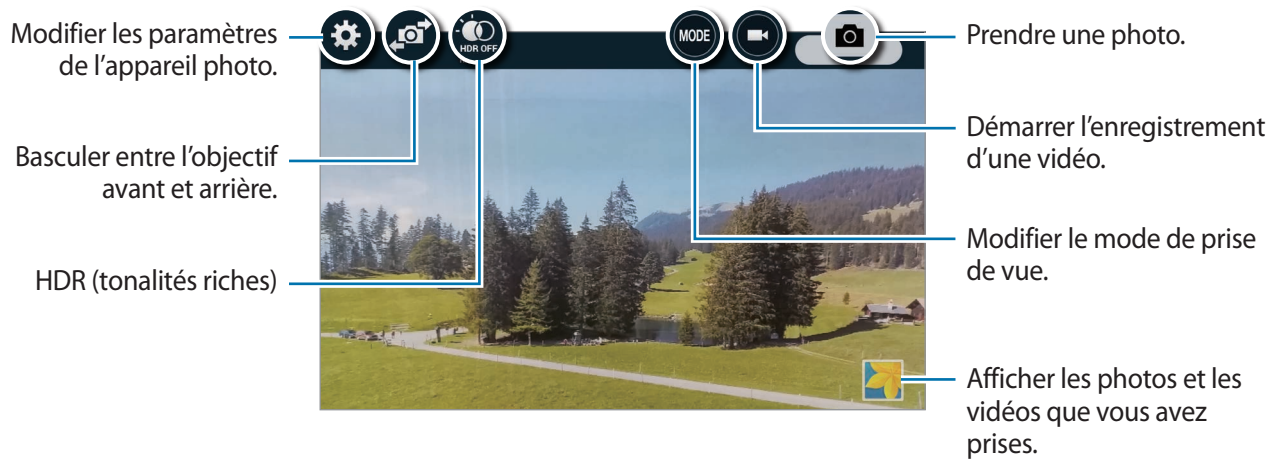 Modifier les paramètres
de l'appareil photo.
Basculer entre l'objectif
avant et arrière.
HDR (tonalités riches)
HDR OFF
MODE
Prendre une photo.
Démarrer l'enregistrement
d'une vidéo.
Modifier le mode de prise
de vue.
Afficher les photos et les
vidéos que vous avez
prises.